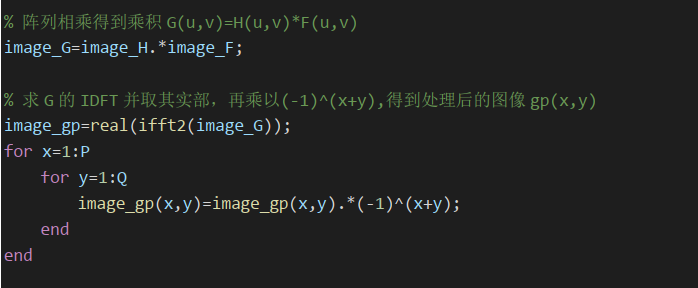 % 阵列相乘得到乘积 G(u,v)=H(u,v)*F(u,v)
image_G=image_H.*image_F;
% 求 G 的 IDFT 并取其实部，再乘以(-1)^(x+y),得到处理后的图像 gp(x,y)
image_gp=real(ifft2(image_G));
for x=1:P
    for y=1:Q
        image_gp(x,y)=image_gp(x,y).*(-1)^(x+y);
    end
end